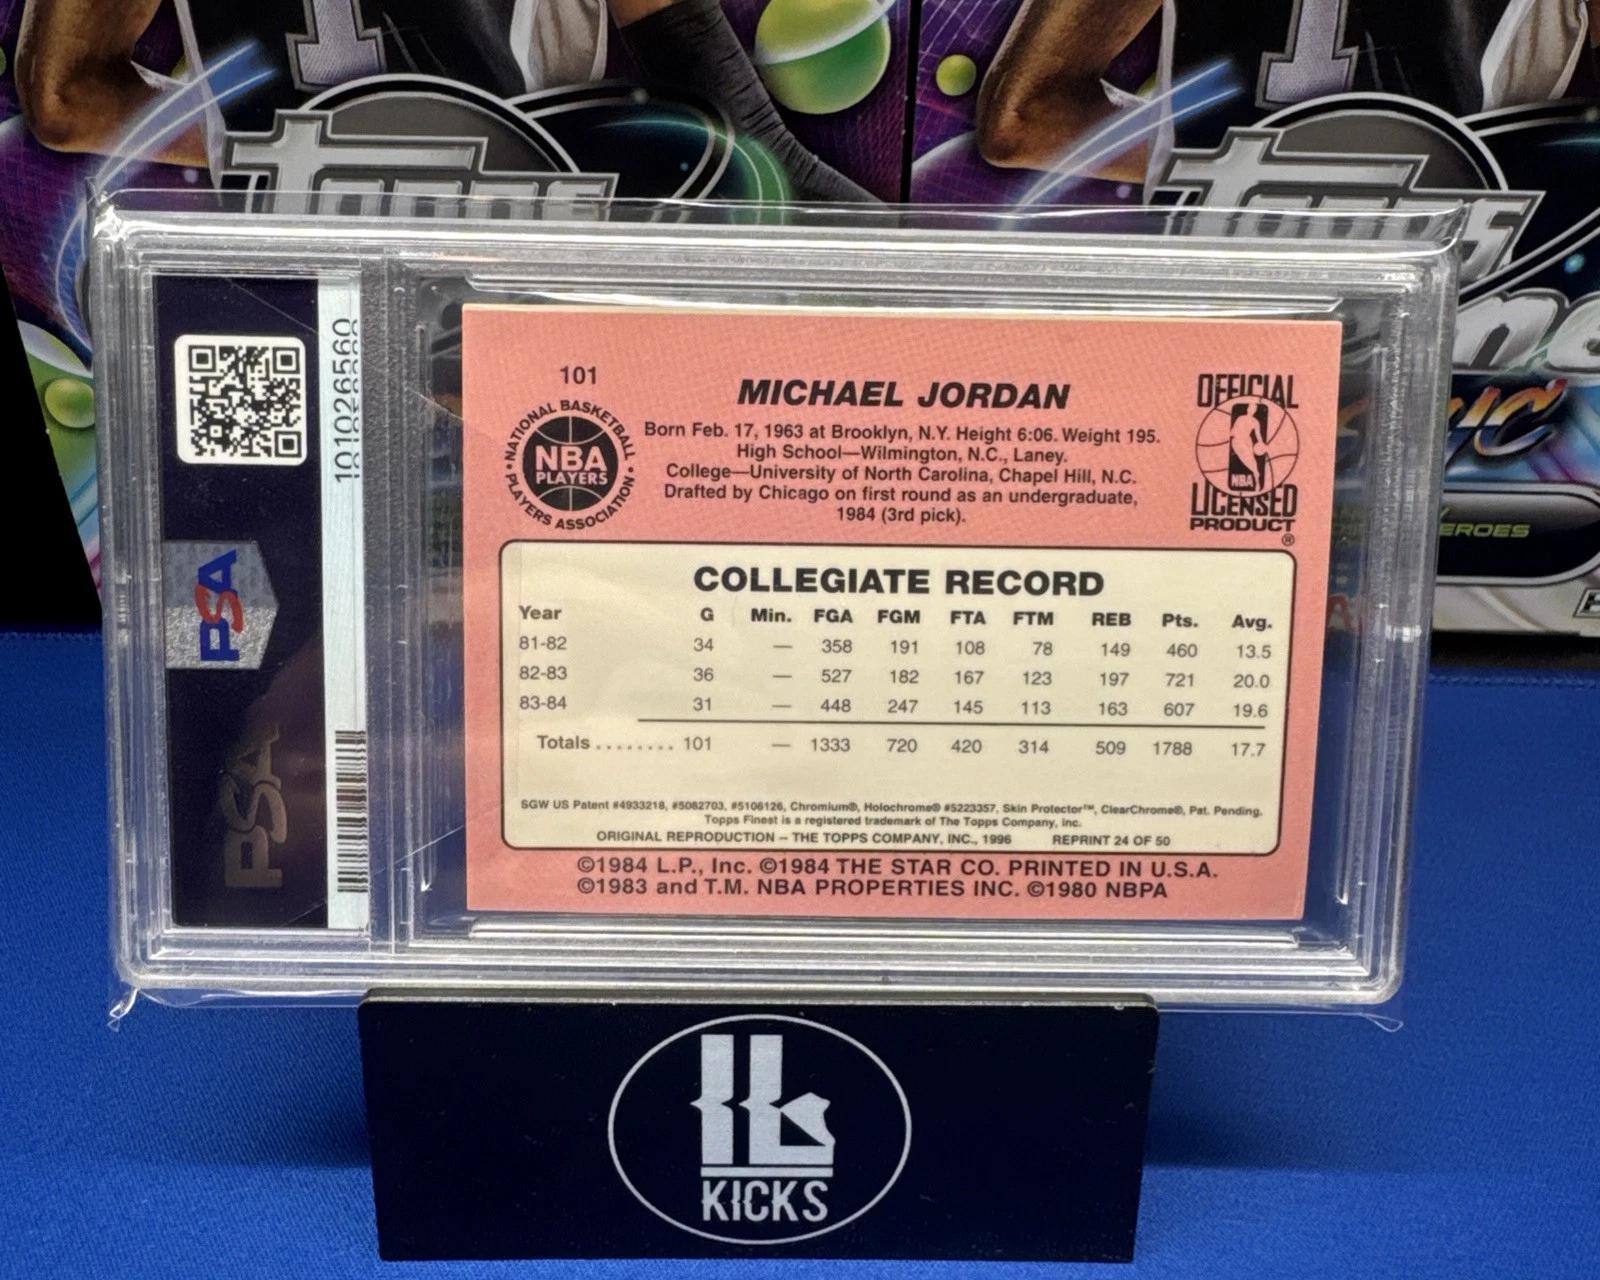 TOPPS
TOPPS
EROES
101026560
PSA
PSA
101
MICHAEL JORDAN
OFFICIAL
NBA
LICENSED
PRODUCT
®
NATIONAL BASKETBALL
NBA
PLAYERS
PLAYERS ASSOCIATION
Born Feb. 17, 1963 at Brooklyn, N.Y. Height 6:06. Weight 195.
High School—Wilmington, N.C., Laney.
College—University of North Carolina, Chapel Hill, N.C.
Drafted by Chicago on first round as an undergraduate,
1984 (3rd pick).
COLLEGIATE RECORD
Year G Min. FGA FGM FTA FTM REB Pts. Avg.
81-82 34 — 358 191 108 78 149 460 13.5
82-83 36 — 527 182 167 123 197 721 20.0
83-84 31 — 448 247 145 113 163 607 19.6
Totals ........ 101 — 1333 720 420 314 509 1788 17.7
SGW US Patent #4933218, #5082703, #5106126, Chromium®, Holochrome® #5223357, Skin Protector™, ClearChrome®, Pat. Pending.
Topps Finest is a registered trademark of The Topps Company, Inc.
ORIGINAL REPRODUCTION – THE TOPPS COMPANY, INC., 1996 REPRINT 24 OF 50
©1984 L.P., Inc. ©1984 THE STAR CO. PRINTED IN U.S.A.
©1983 and T.M. NBA PROPERTIES INC. ©1980 NBPA
KICKS